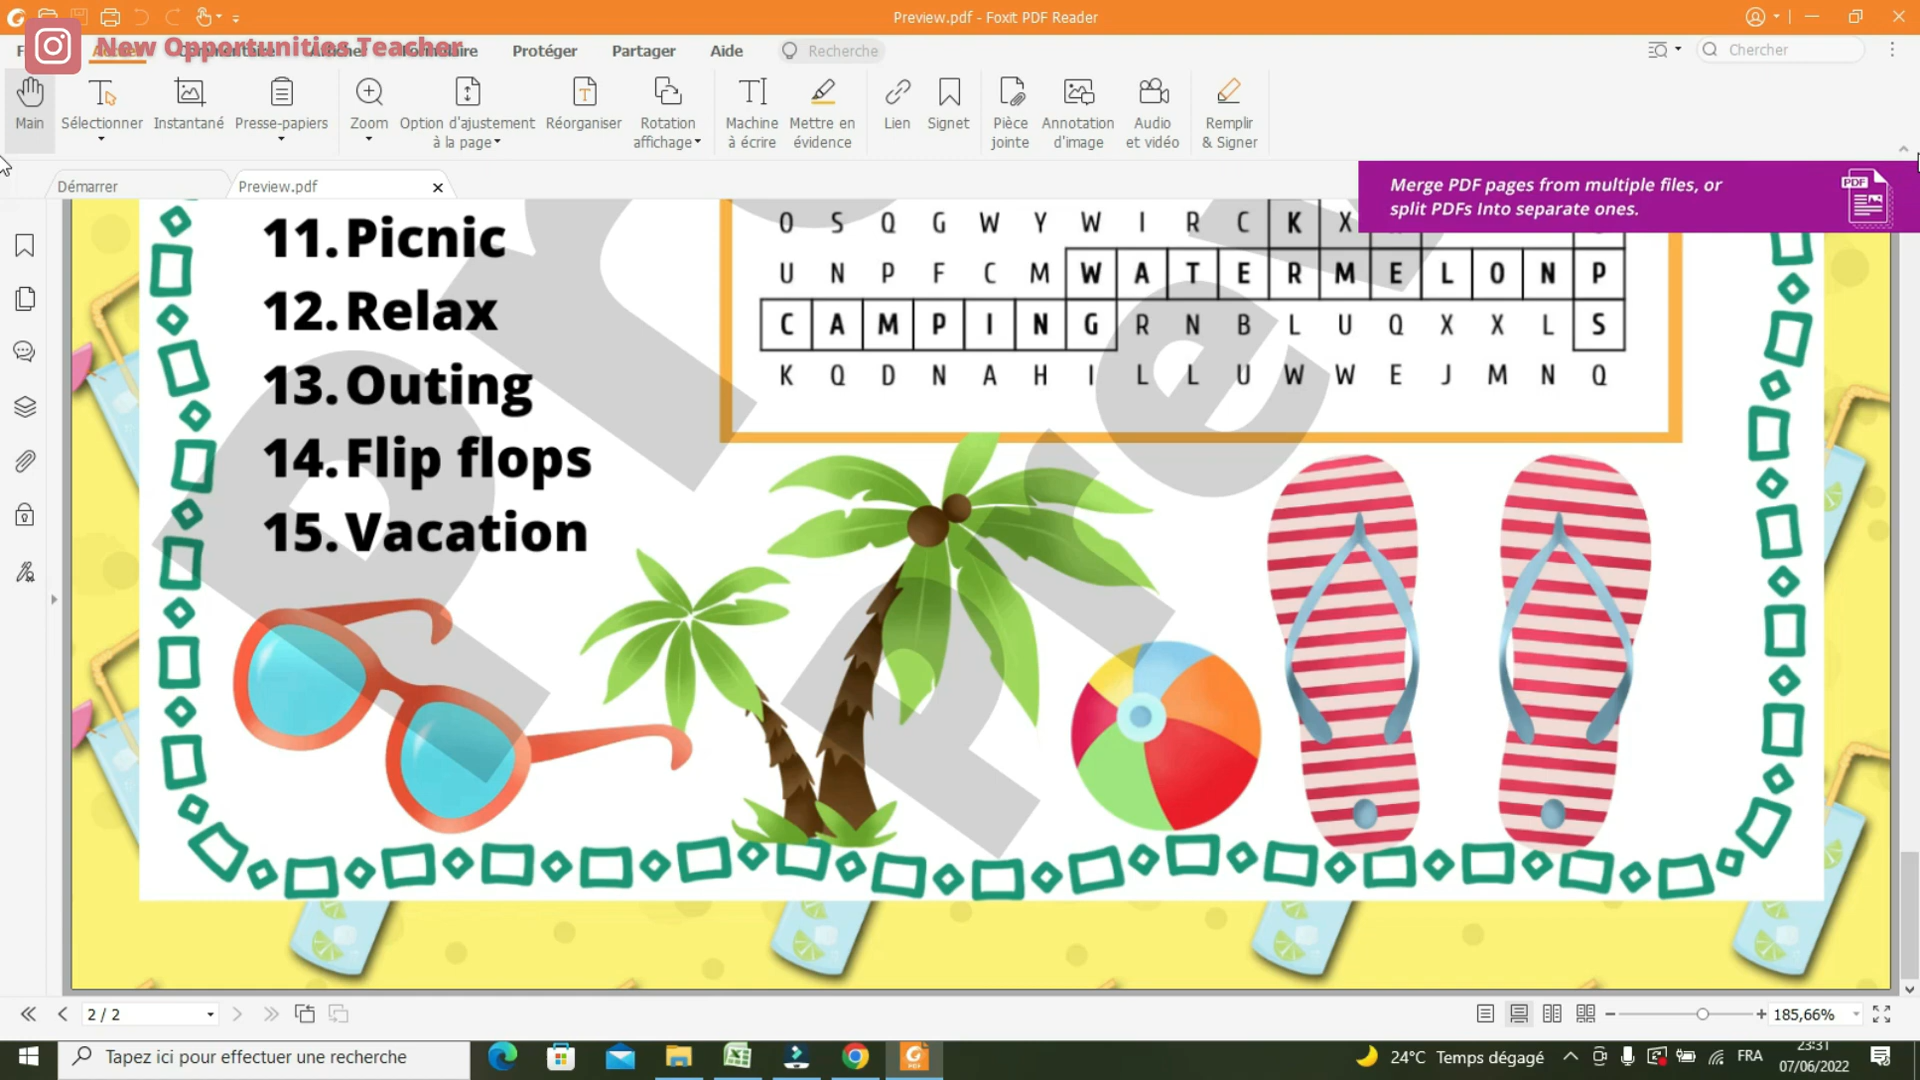 Preview.pdf - Foxit PDF Reader
New Opportunities Teacher
Protéger
Partager
Aide
Recherche
Chercher
Main
Sélectionner
Instantané
Presse-papiers
Zoom
Option d'ajustement
à la page
Réorganiser
Rotation
affichage
Machine
à écrire
Mettre en
évidence
Lien
Signet
Pièce
jointe
Annotation
d'image
Audio
et vidéo
Remplir
& Signer
Démarrer
Preview.pdf
Merge PDF pages from multiple files, or
split PDFs Into separate ones.
PDF
11. Picnic
12. Relax
13. Outing
14. Flip flops
15. Vacation
O S Q G W Y W I R C K X
U N P F C M W A T E R M E L O N P
C A M P I N G R N B L U Q X X L S
K Q D N A H I L L U W W E J M N Q
2 / 2
185,66%
Tapez ici pour effectuer une recherche
24°C Temps dégagé
FRA
23:31
07/06/2022